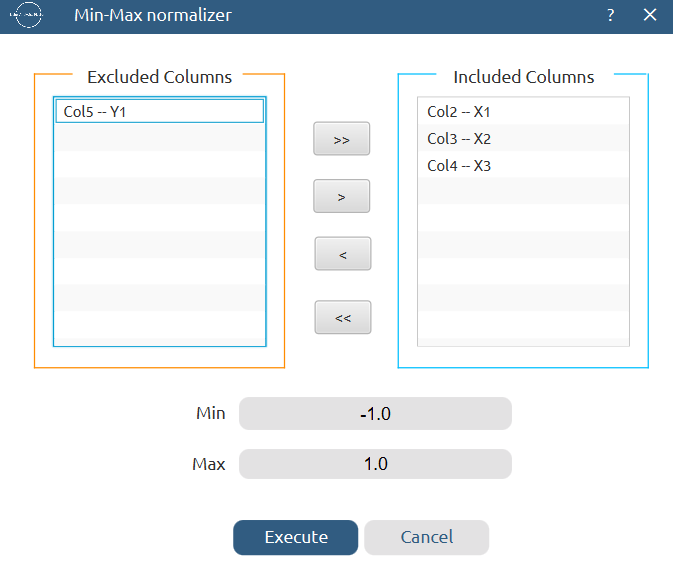 Min-Max normalizer ? ×
Excluded Columns
Included Columns
Col5 -- Y1
Col2 -- X1
Col3 -- X2
Col4 -- X3
>>
>
<
<<
Min -1.0
Max 1.0
Execute Cancel